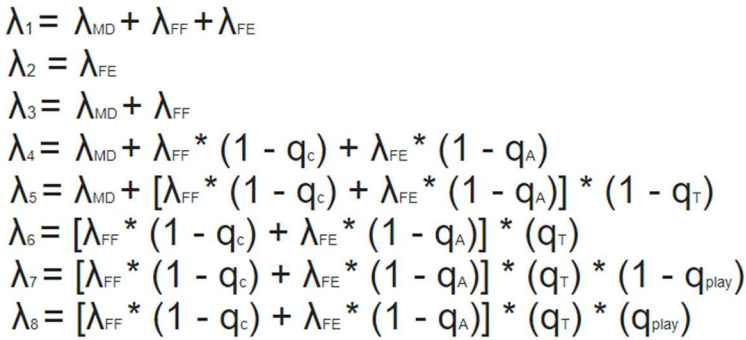 λ1 = λMD + λFF + λFE
λ2 = λFE
λ3 = λMD + λFF
λ4 = λMD + λFF * (1 - qc) + λFE * (1 - qA)
λ5 = λMD + [λFF * (1 - qc) + λFE * (1 - qA)] * (1 - qT)
λ6 = [λFF * (1 - qc) + λFE * (1 - qA)] * (qT)
λ7 = [λFF * (1 - qc) + λFE * (1 - qA)] * (qT) * (1 - qplay)
λ8 = [λFF * (1 - qc) + λFE * (1 - qA)] * (qT) * (qplay)